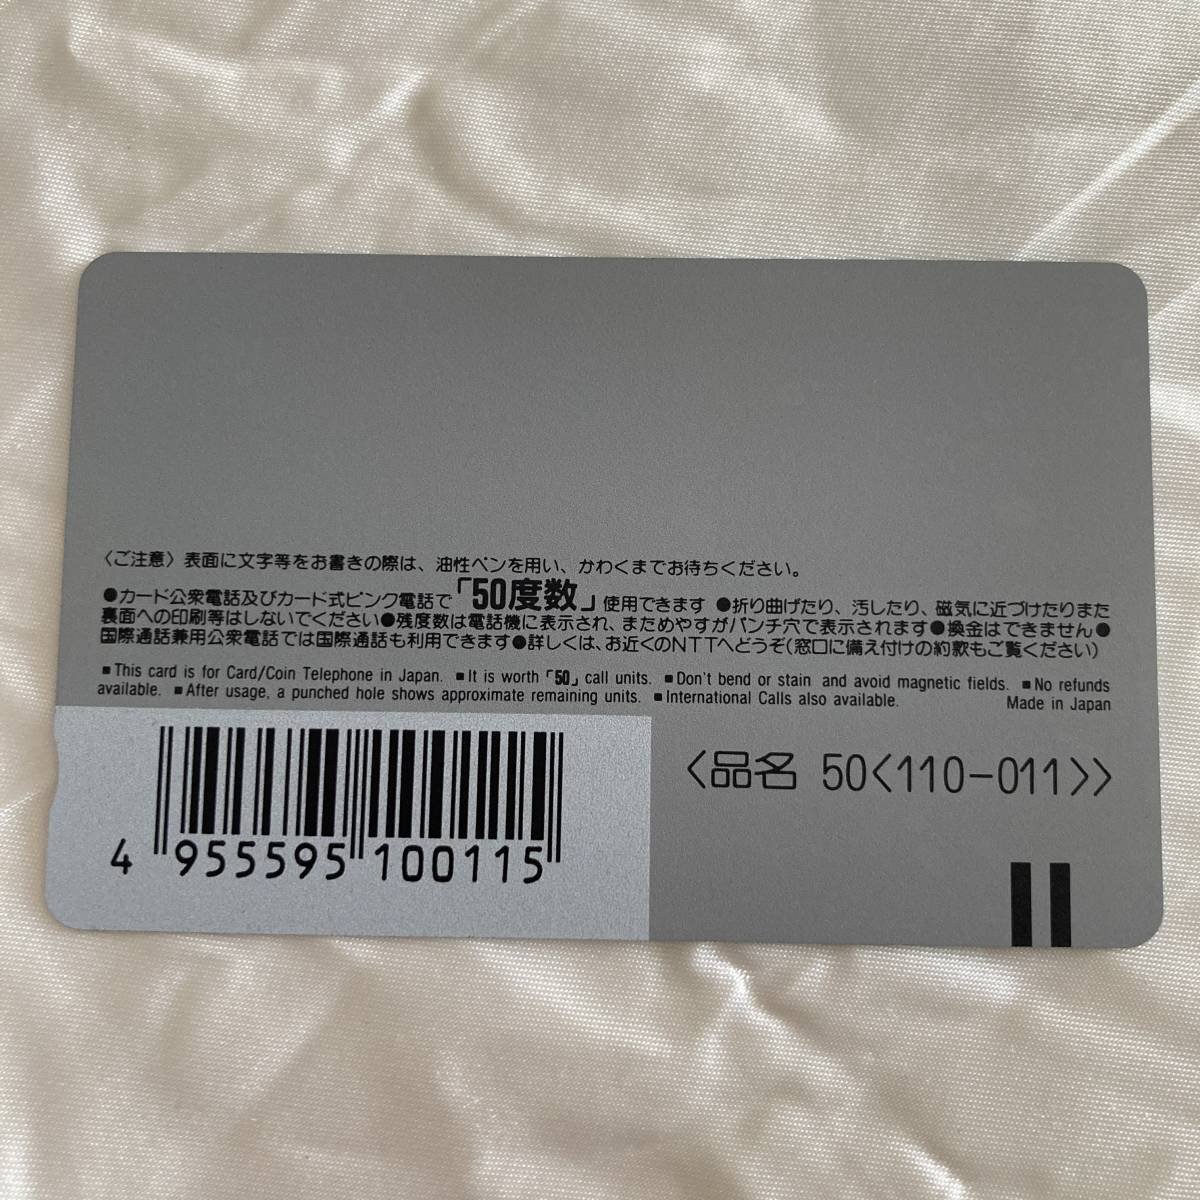 〈ご注意〉表面に文字等をお書きの際は、油性ペンを用い、かわくまでお待ちください。
●カード公衆電話及びカード式ピンク電話で「50度数」使用できます ●折り曲げたり、汚したり、磁気に近づけたりまた
裏面への印刷等はしないでください●残度数は電話機に表示され、まためやすがパンチ穴で表示されます●換金はできません●
国際通話兼用公衆電話では国際通話も利用できます●詳しくは、お近くのNTTへどうぞ(窓口に備え付けの約款もご覧ください)
■This card is for Card/Coin Telephone in Japan. ■It is worth「50」call units. ■Don't bend or stain and avoid magnetic fields. ■No refunds
available. ■After usage, a punched hole shows approximate remaining units. ■International Calls also available. Made in Japan
〈品名 50〈110-011〉〉
4 955595 100115